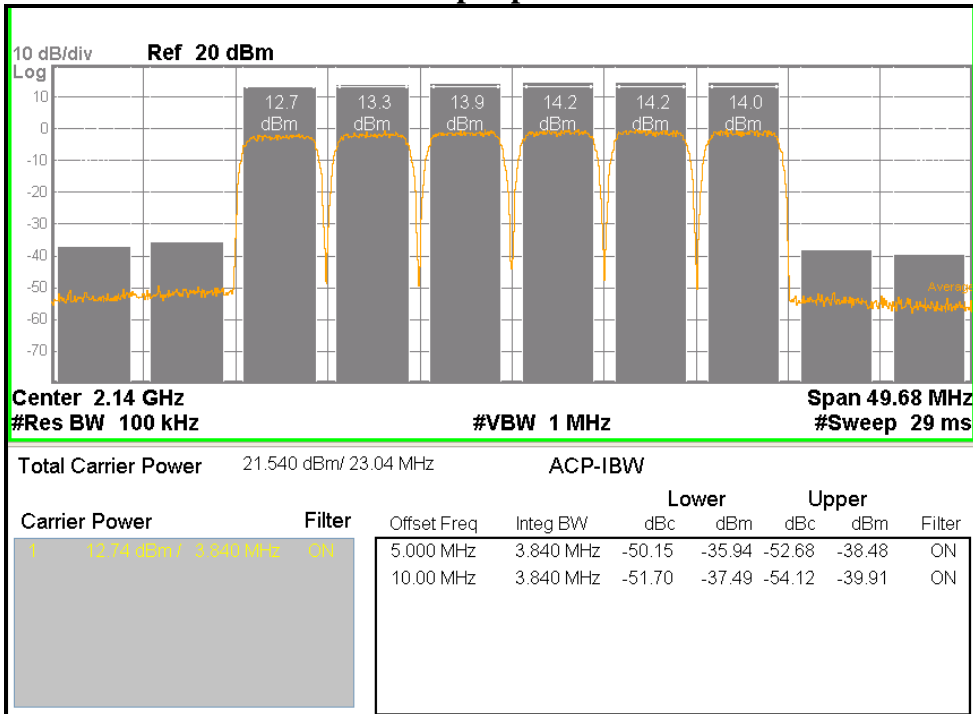 10 dB/div Ref 20 dBm
Log
10
0
-10
-20
-30
-40
-50
-60
-70
12.7 dBm
13.3 dBm
13.9 dBm
14.2 dBm
14.2 dBm
14.0 dBm
Average
Center 2.14 GHz Span 49.68 MHz
#Res BW 100 kHz #VBW 1 MHz #Sweep 29 ms
Total Carrier Power 21.540 dBm/ 23.04 MHz ACP-IBW
Lower Upper
Carrier Power Filter Offset Freq Integ BW dBc dBm dBc dBm Filter
1 12.74 dBm / 3.840 MHz ON 5.000 MHz 3.840 MHz -50.15 -35.94 -52.68 -38.48 ON
10.00 MHz 3.840 MHz -51.70 -37.49 -54.12 -39.91 ON